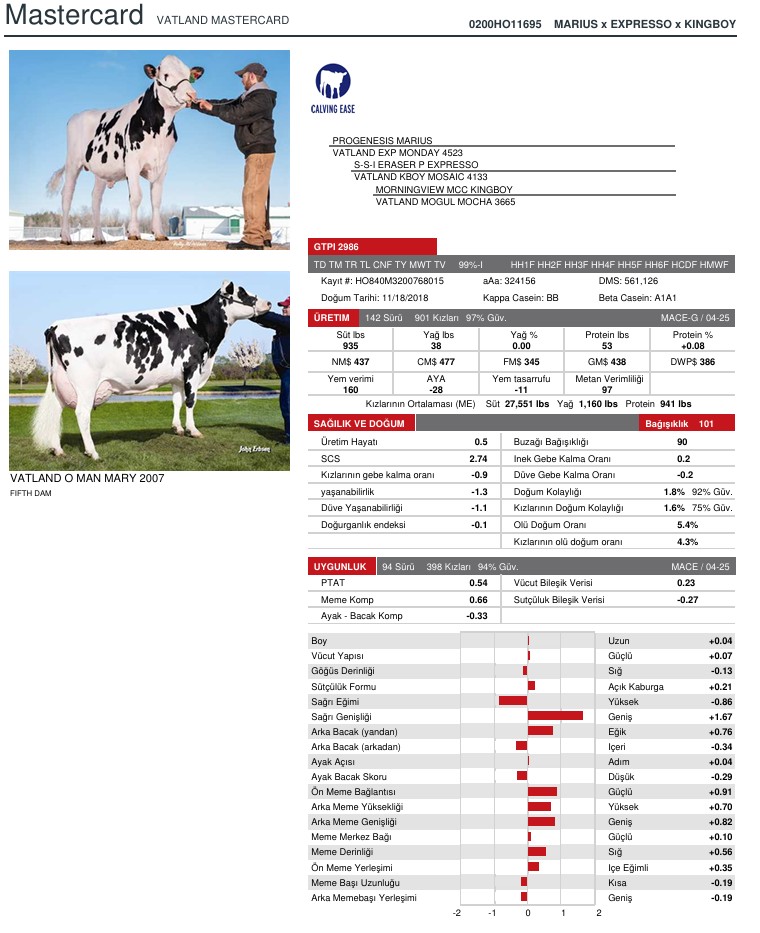 Mastercard VATLAND MASTERCARD 0200HO11695 MARIUS x EXPRESSO x KINGBOY
CALVING EASE
PROGENESIS MARIUS
VATLAND EXP MONDAY 4523
S-S-I ERASER P EXPRESSO
VATLAND KBOY MOSAIC 4133
MORNINGVIEW MCC KINGBOY
VATLAND MOGUL MOCHA 3665
GTPI 2986
TD TM TR TL CNF TY MWT TV 99%-I HH1F HH2F HH3F HH4F HH5F HH6F HCDF HMWF
Kayıt #: HO840M3200768015 aAa: 324156 DMS: 561,126
Doğum Tarihi: 11/18/2018 Kappa Casein: BB Beta Casein: A1A1
ÜRETIM 142 Sürü 901 Kızları 97% Güv. MACE-G / 04-25
Süt lbs Yağ lbs Yağ % Protein lbs Protein %
935 38 0.00 53 +0.08
NM$ 437 CM$ 477 FM$ 345 GM$ 438 DWP$ 386
Yem verimi AYA Yem tasarrufu Metan Verimliliği
160 -28 -11 97
Kızlarının Ortalaması (ME) Süt 27,551 lbs Yağ 1,160 lbs Protein 941 lbs
SAĞILIK VE DOĞUM Bağışıklık 101
Üretim Hayatı 0.5 Buzağı Bağışıklığı 90
SCS 2.74 Inek Gebe Kalma Oranı 0.2
Kızlarının gebe kalma oranı -0.9 Düve Gebe Kalma Oranı -0.2
yaşanabilirlik -1.3 Doğum Kolaylığı 1.8% 92% Güv.
Düve Yaşanabilirliği -1.1 Kızlarının Doğum Kolaylığı 1.6% 75% Güv.
Doğurganlık endeksi -0.1 Olü Doğum Oranı 5.4%
Kızlarının olü doğum oranı 4.3%
UYGUNLUK 94 Sürü 398 Kızları 94% Güv. MACE / 04-25
PTAT 0.54 Vücut Bileşik Verisi 0.23
Meme Komp 0.66 Sutçüluk Bileşik Verisi -0.27
Ayak - Bacak Komp -0.33
Boy Uzun +0.04
Vücut Yapısı Güçlü +0.07
Göğüs Derinliği Sığ -0.13
Sütçülük Formu Açık Kaburga +0.21
Sağrı Eğimi Yüksek -0.86
Sağrı Genişliği Geniş +1.67
Arka Bacak (yandan) Eğik +0.76
Arka Bacak (arkadan) Içeri -0.34
Ayak Açısı Adım +0.04
Ayak Bacak Skoru Düşük -0.29
Ön Meme Bağlantısı Güçlü +0.91
Arka Meme Yüksekliği Yüksek +0.70
Arka Meme Genişliği Geniş +0.82
Meme Merkez Bağı Güçlü +0.10
Meme Derinliği Sığ +0.56
Ön Meme Yerleşimi Içe Eğimli +0.35
Meme Başı Uzunluğu Kısa -0.19
Arka Memebaşı Yerleşimi Geniş -0.19
-2 -1 0 1 2
John Erbsen
VATLAND O MAN MARY 2007
FIFTH DAM